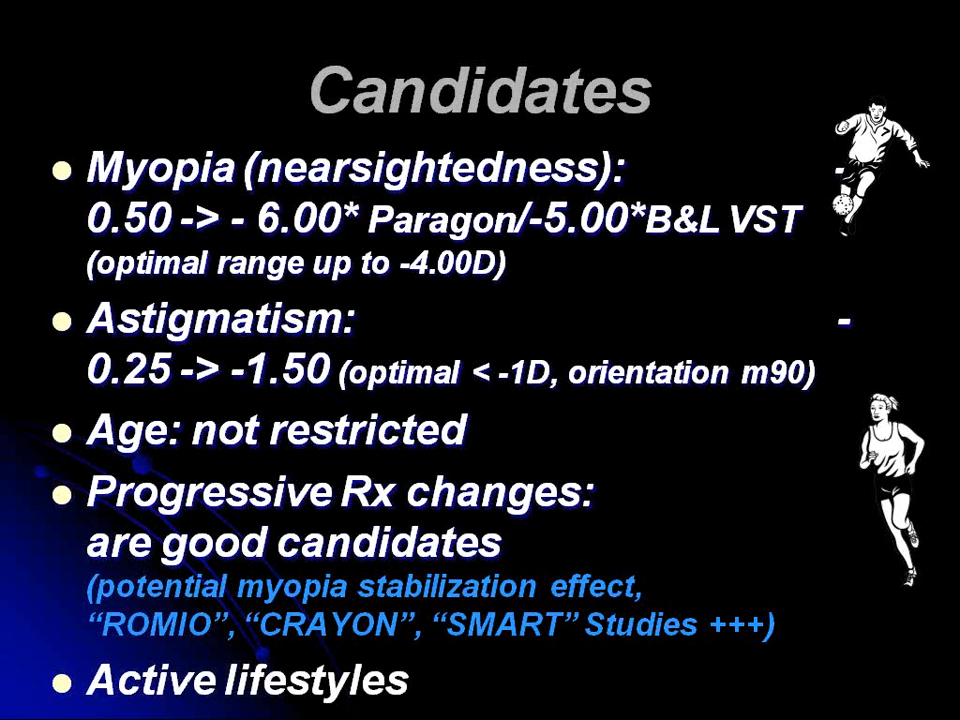 Candidates
Myopia (nearsightedness): -
0.50 -> - 6.00* Paragon/-5.00*B&L VST
(optimal range up to -4.00D)
Astigmatism: -
0.25 -> -1.50 (optimal < -1D, orientation m90)
Age: not restricted
Progressive Rx changes:
are good candidates
(potential myopia stabilization effect,
“ROMIO”, “CRAYON”, “SMART” Studies +++)
Active lifestyles